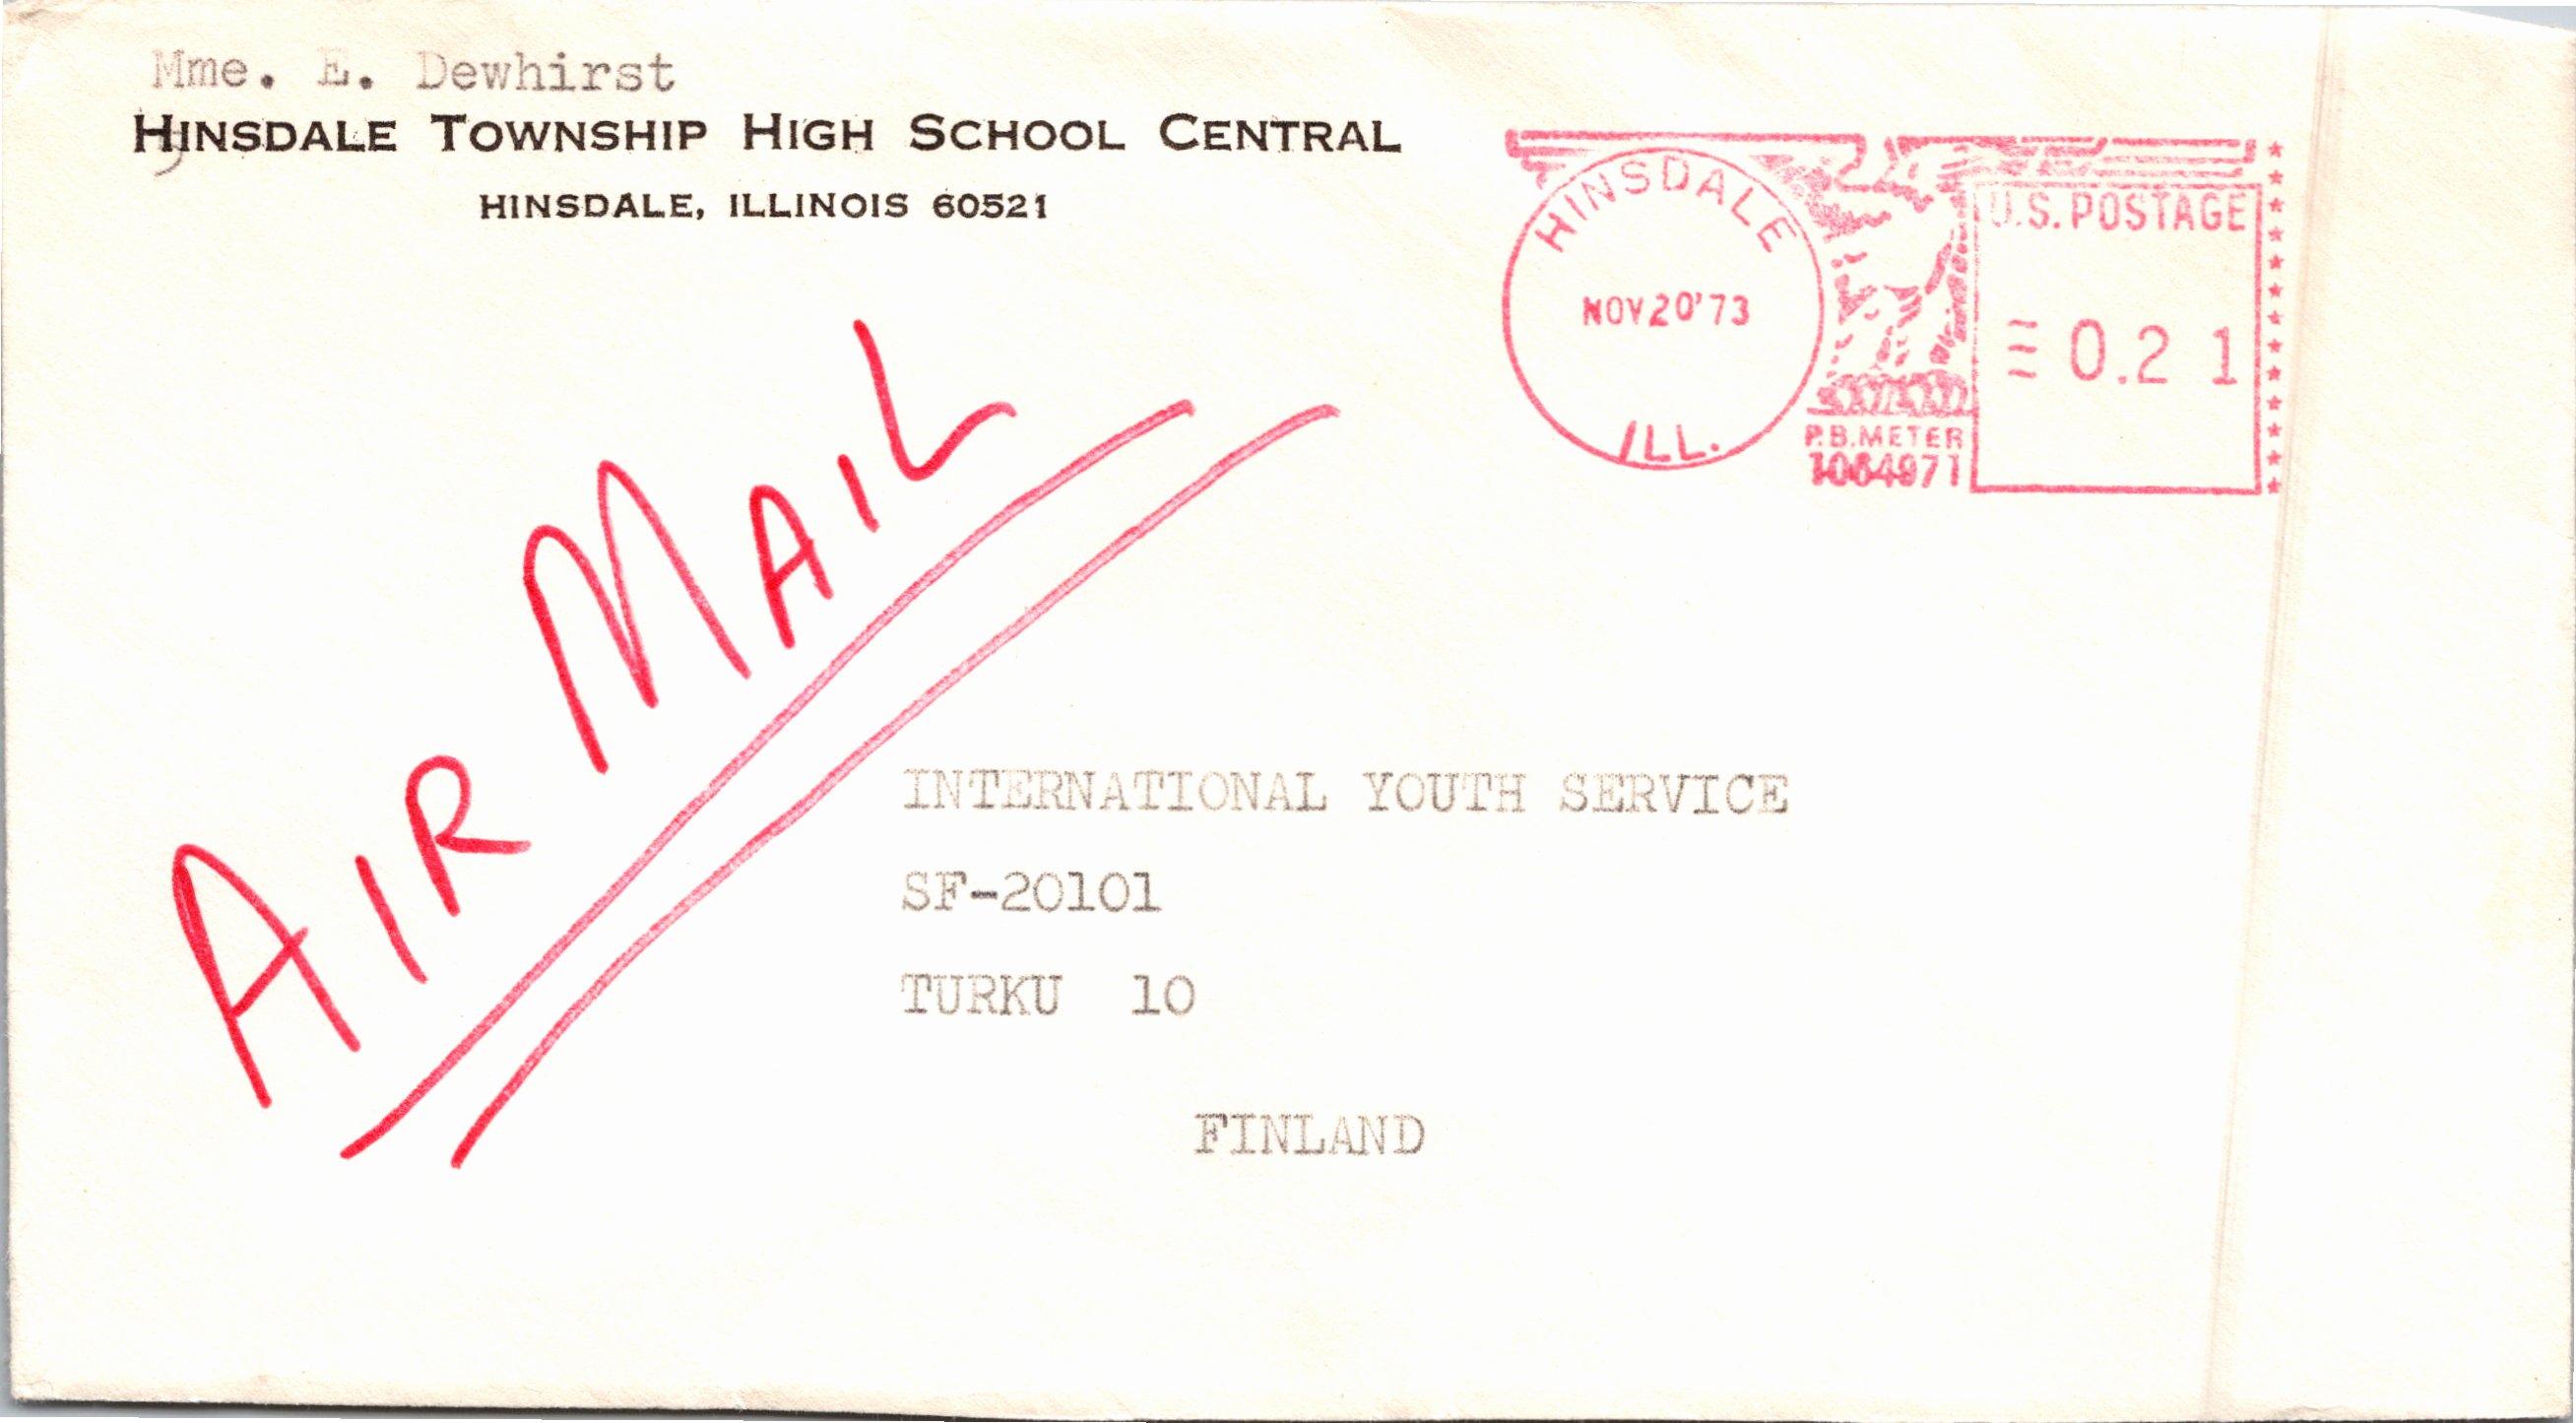 Mme. E. Dewhirst
HINSDALE TOWNSHIP HIGH SCHOOL CENTRAL
HINSDALE, ILLINOIS 60521
HINSDALE
NOV 20 '73
ILL.
P.B. METER
1064971
U.S. POSTAGE
0.2 1
AIR MAIL
INTERNATIONAL YOUTH SERVICE
SF-20101
TURKU 10
FINLAND